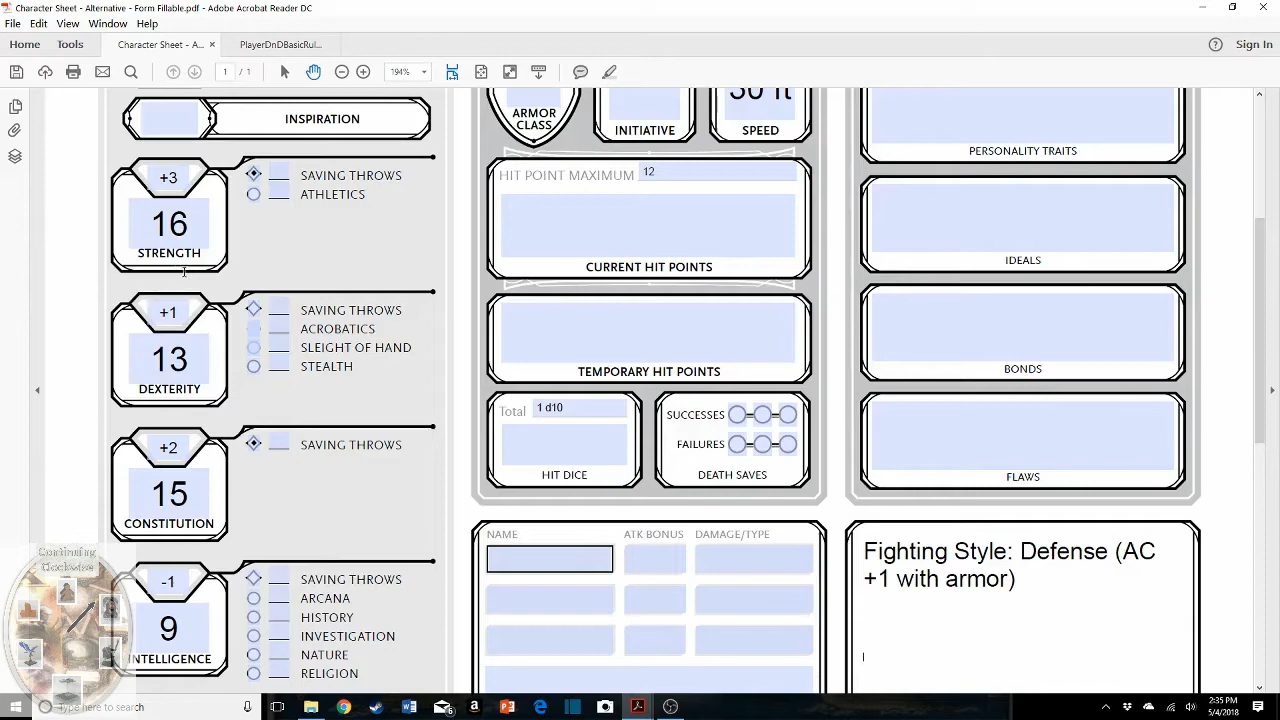 Character Sheet - Alternative - Form Fillable.pdf - Adobe Acrobat Reader DC
File Edit View Window Help
Home Tools Character Sheet - A... × PlayerDnDBasicRul... Sign In
1 / 1 194%
INSPIRATION
+3
16
STRENGTH
SAVING THROWS
ATHLETICS
+1
13
DEXTERITY
SAVING THROWS
ACROBATICS
SLEIGHT OF HAND
STEALTH
+2
15
CONSTITUTION
SAVING THROWS
-1
9
INTELLIGENCE
SAVING THROWS
ARCANA
HISTORY
INVESTIGATION
NATURE
RELIGION
ARMOR
CLASS
INITIATIVE
30 ft
SPEED
HIT POINT MAXIMUM 12
CURRENT HIT POINTS
TEMPORARY HIT POINTS
Total 1 d10
HIT DICE
SUCCESSES
FAILURES
DEATH SAVES
NAME ATK BONUS DAMAGE/TYPE
PERSONALITY TRAITS
IDEALS
BONDS
FLAWS
Fighting Style: Defense (AC
+1 with armor)
Continuing
Clockwise
Type here to search
2:35 PM
5/4/2018